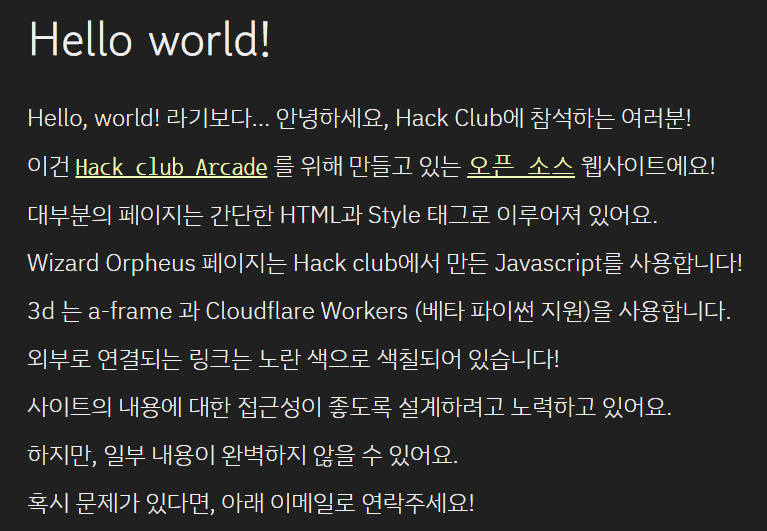 Hello world!
Hello, world! 라기보다... 안녕하세요, Hack Club에 참석하는 여러분!
이건 Hack club Arcade 를 위해 만들고 있는 오픈 소스 웹사이트에요!
대부분의 페이지는 간단한 HTML과 Style 태그로 이루어져 있어요.
Wizard Orpheus 페이지는 Hack club에서 만든 Javascript를 사용합니다!
3d 는 a-frame 과 Cloudflare Workers (베타 파이썬 지원)을 사용합니다.
외부로 연결되는 링크는 노란 색으로 색칠되어 있습니다!
사이트의 내용에 대한 접근성이 좋도록 설계하려고 노력하고 있어요.
하지만, 일부 내용이 완벽하지 않을 수 있어요.
혹시 문제가 있다면, 아래 이메일로 연락주세요!